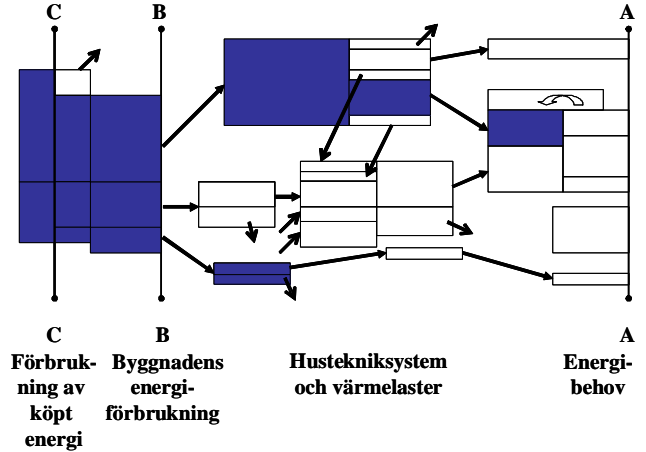 C
B
A
C
B
A
Förbruk-
ning av
köpt
energi
Byggnadens
energi-
förbrukning
Hustekniksystem
och värmelaster
Energi-
behov